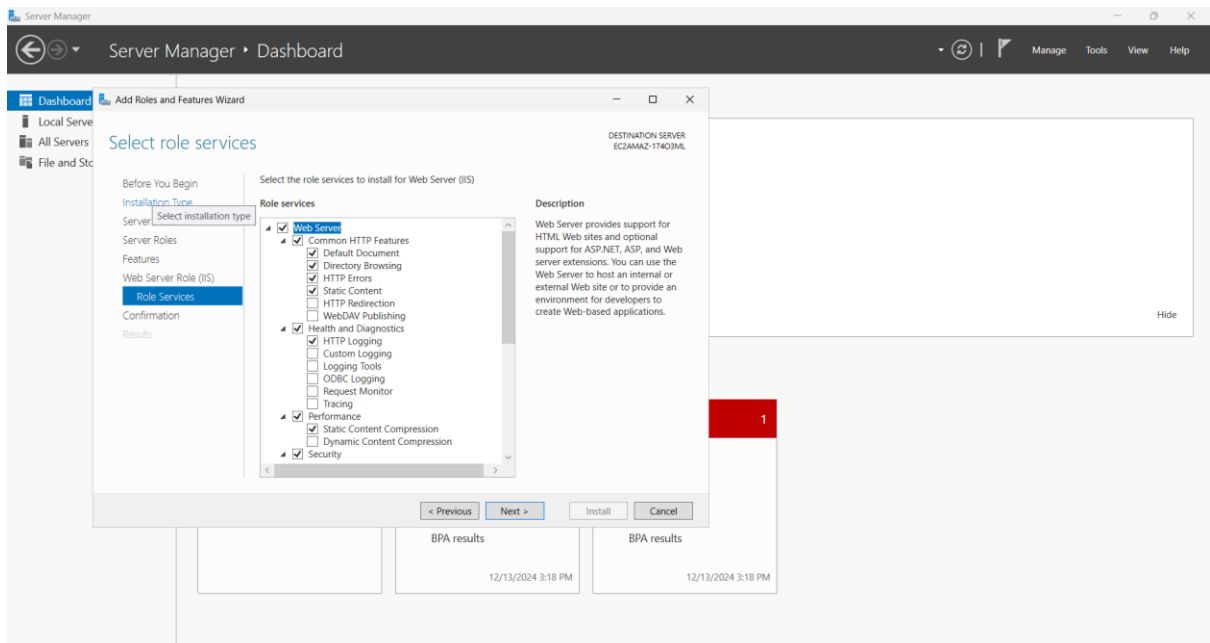 Server Manager
Server Manager • Dashboard
Manage Tools View Help
Dashboard
Local Serve
All Servers
File and Sto
Add Roles and Features Wizard
Select role services
DESTINATION SERVER
EC2AMAZ-174O3ML
Before You Begin
Installation Type
Select installation type
Server
Server Roles
Features
Web Server Role (IIS)
Role Services
Confirmation
Results
Select the role services to install for Web Server (IIS)
Role services
Web Server
Common HTTP Features
Default Document
Directory Browsing
HTTP Errors
Static Content
HTTP Redirection
WebDAV Publishing
Health and Diagnostics
HTTP Logging
Custom Logging
Logging Tools
ODBC Logging
Request Monitor
Tracing
Performance
Static Content Compression
Dynamic Content Compression
Security
Description
Web Server provides support for
HTML Web sites and optional
support for ASP.NET, ASP, and Web
server extensions. You can use the
Web Server to host an internal or
external Web site or to provide an
environment for developers to
create Web-based applications.
< Previous Next > Install Cancel
Hide
1
BPA results
12/13/2024 3:18 PM
BPA results
12/13/2024 3:18 PM